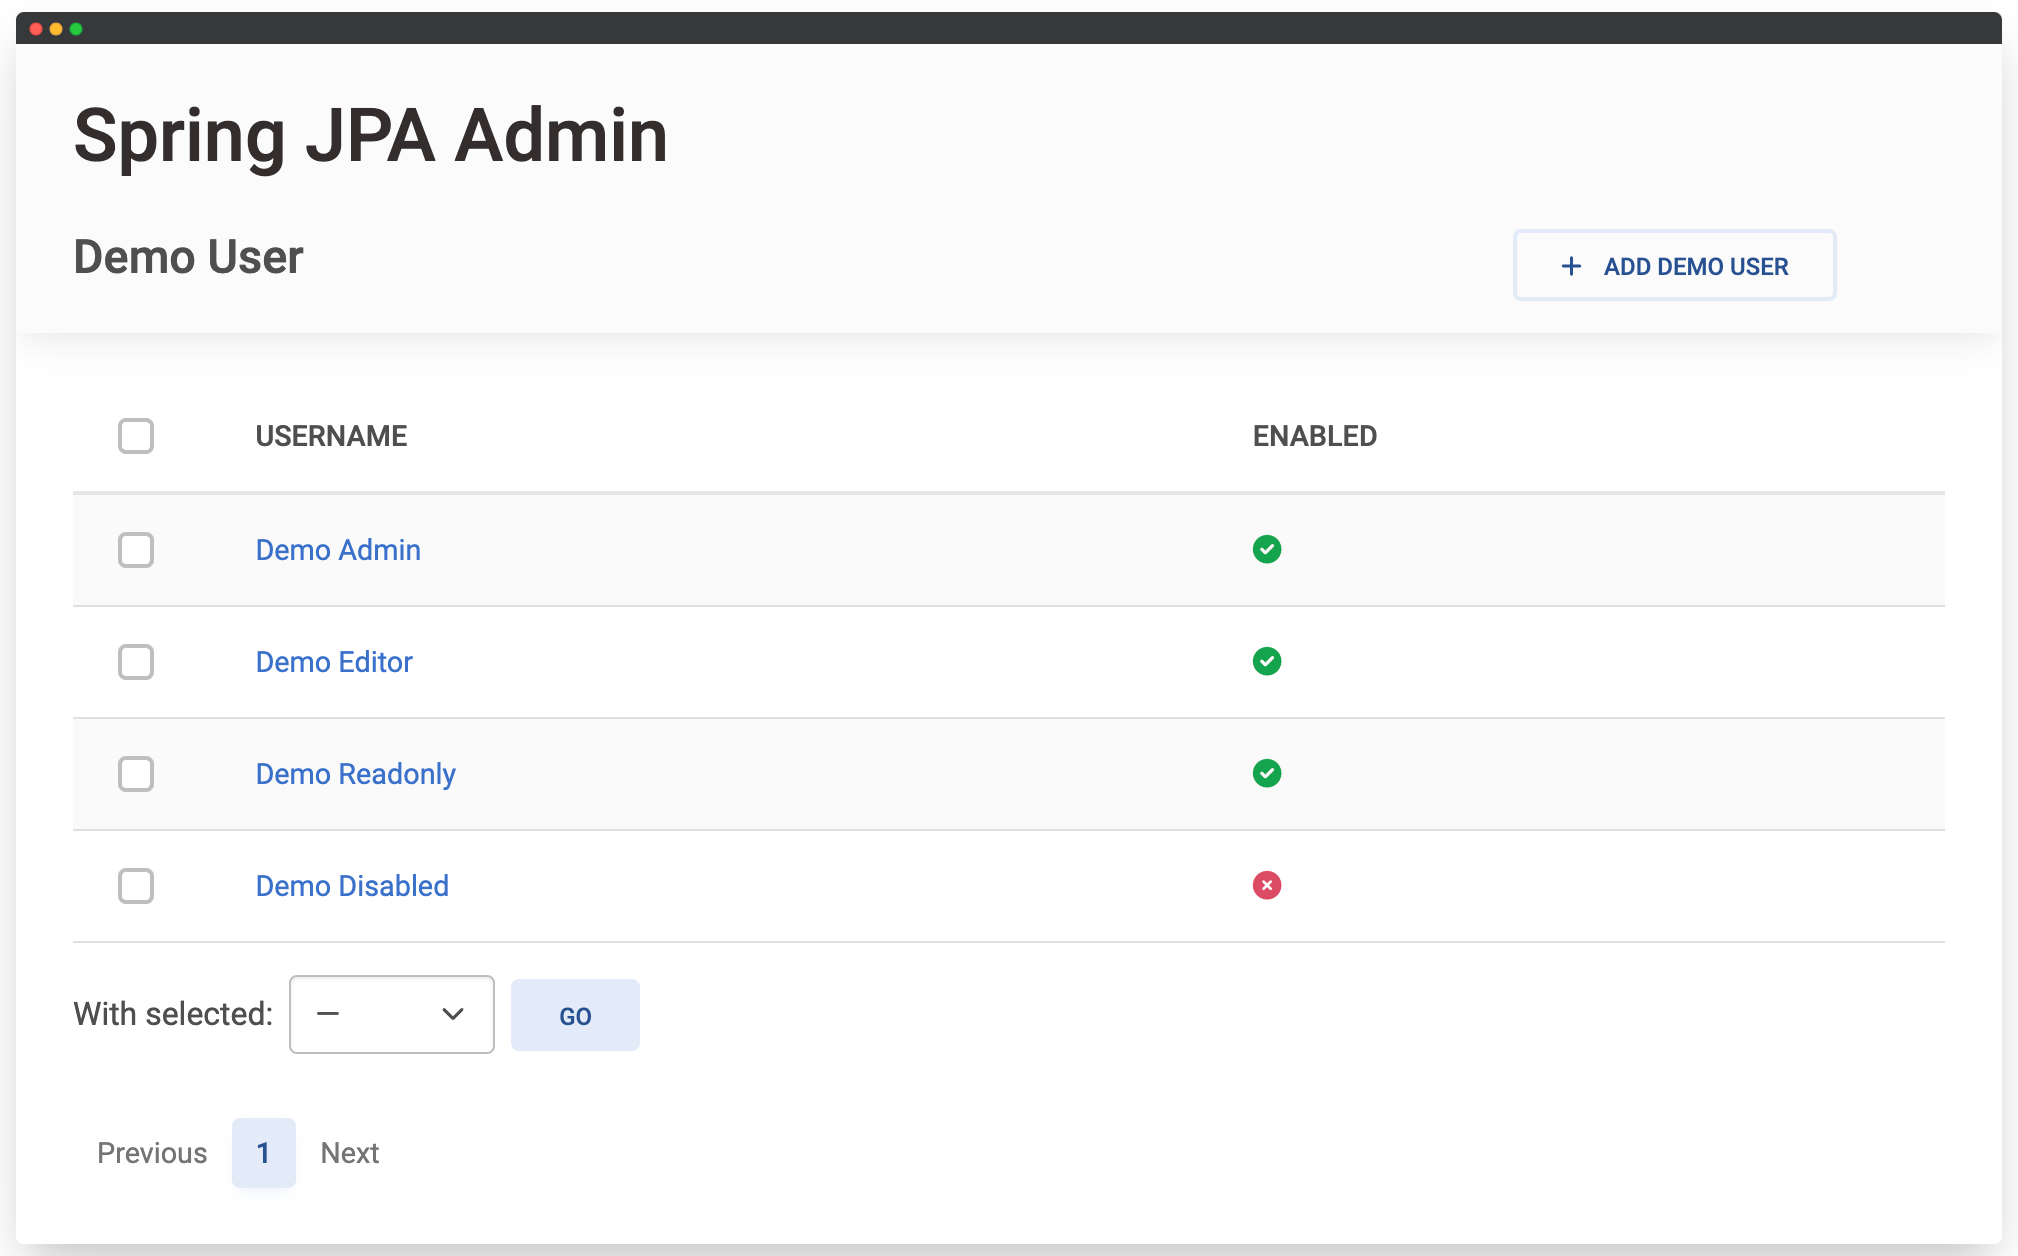 Spring JPA Admin
Demo User
+ ADD DEMO USER
USERNAME ENABLED
Demo Admin
Demo Editor
Demo Readonly
Demo Disabled
With selected: — GO
Previous 1 Next